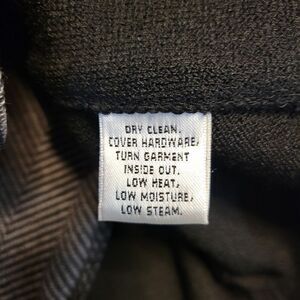 DRY CLEAN.
COVER HARDWARE,
TURN GARMENT
INSIDE OUT.
LOW HEAT,
LOW MOISTURE,
LOW STEAM.